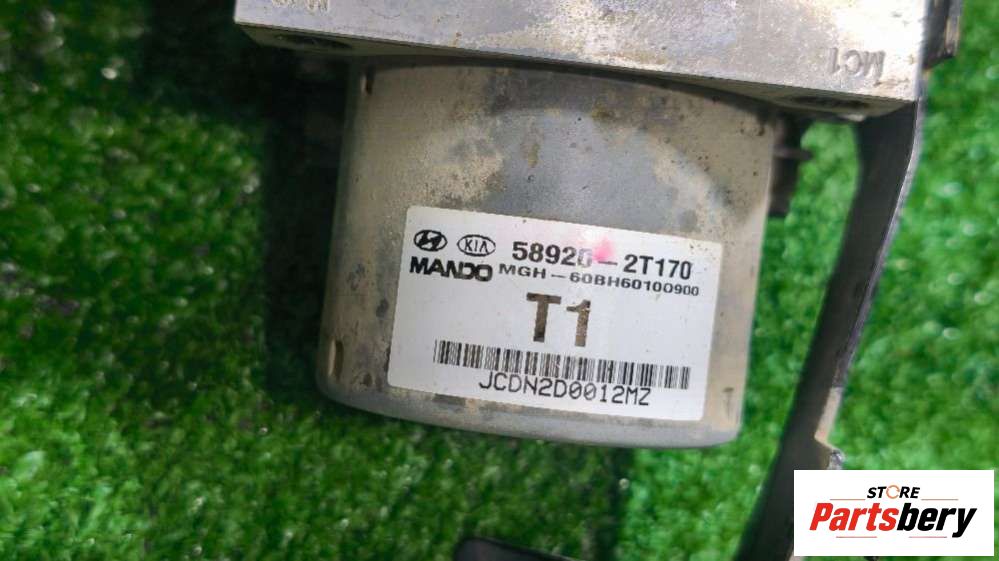 MC1
KIA 58920-2T170
MANDO MGH-60BH60100900
T1
JCDN2D0012MZ
STORE
Partsbery